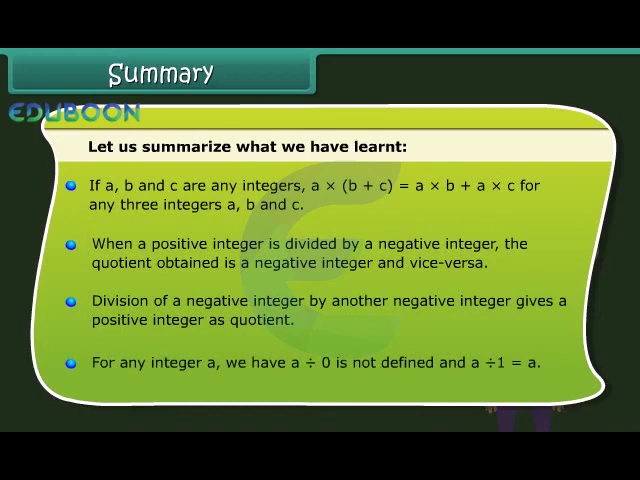 Summary
EDUBOON
Let us summarize what we have learnt:
If a, b and c are any integers, a × (b + c) = a × b + a × c for
any three integers a, b and c.
When a positive integer is divided by a negative integer, the
quotient obtained is a negative integer and vice-versa.
Division of a negative integer by another negative integer gives a
positive integer as quotient.
For any integer a, we have a ÷ 0 is not defined and a ÷1 = a.